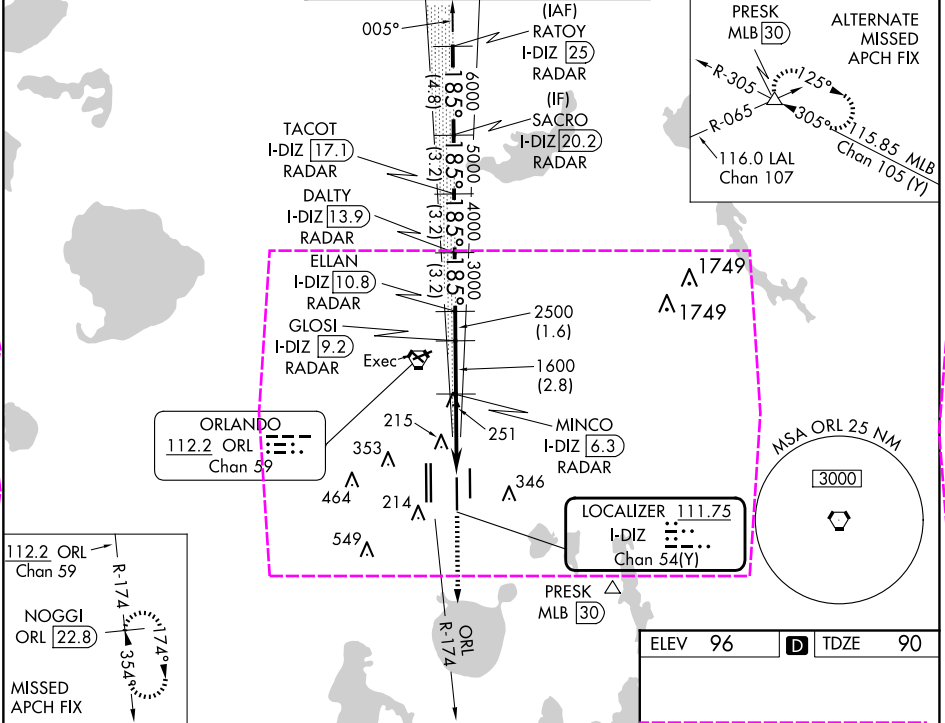 005°
(IAF)
RATOY
I-DIZ 25
RADAR
6000
185°
(4.8)
(IF)
SACRO
I-DIZ 20.2
RADAR
5000
185°
(3.2)
TACOT
I-DIZ 17.1
RADAR
4000
185°
(3.2)
DALTY
I-DIZ 13.9
RADAR
3000
185°
(3.2)
ELLAN
I-DIZ 10.8
RADAR
2500
(1.6)
GLOSI
I-DIZ 9.2
RADAR
Exec
1600
(2.8)
MINCO
I-DIZ 6.3
RADAR
PRESK
MLB 30
ALTERNATE
MISSED
APCH FIX
R-305
125°
R-065
305°
115.85 MLB
Chan 105 (Y)
116.0 LAL
Chan 107
1749
1749
ORLANDO
112.2 ORL
Chan 59
215
251
353
464
214
346
549
LOCALIZER 111.75
I-DIZ
Chan 54(Y)
MSA ORL 25 NM
3000
PRESK
MLB 30
ORL
R-174
112.2 ORL
Chan 59
R-174
NOGGI
ORL 22.8
174°
354°
MISSED
APCH FIX
ELEV 96
D
TDZE 90